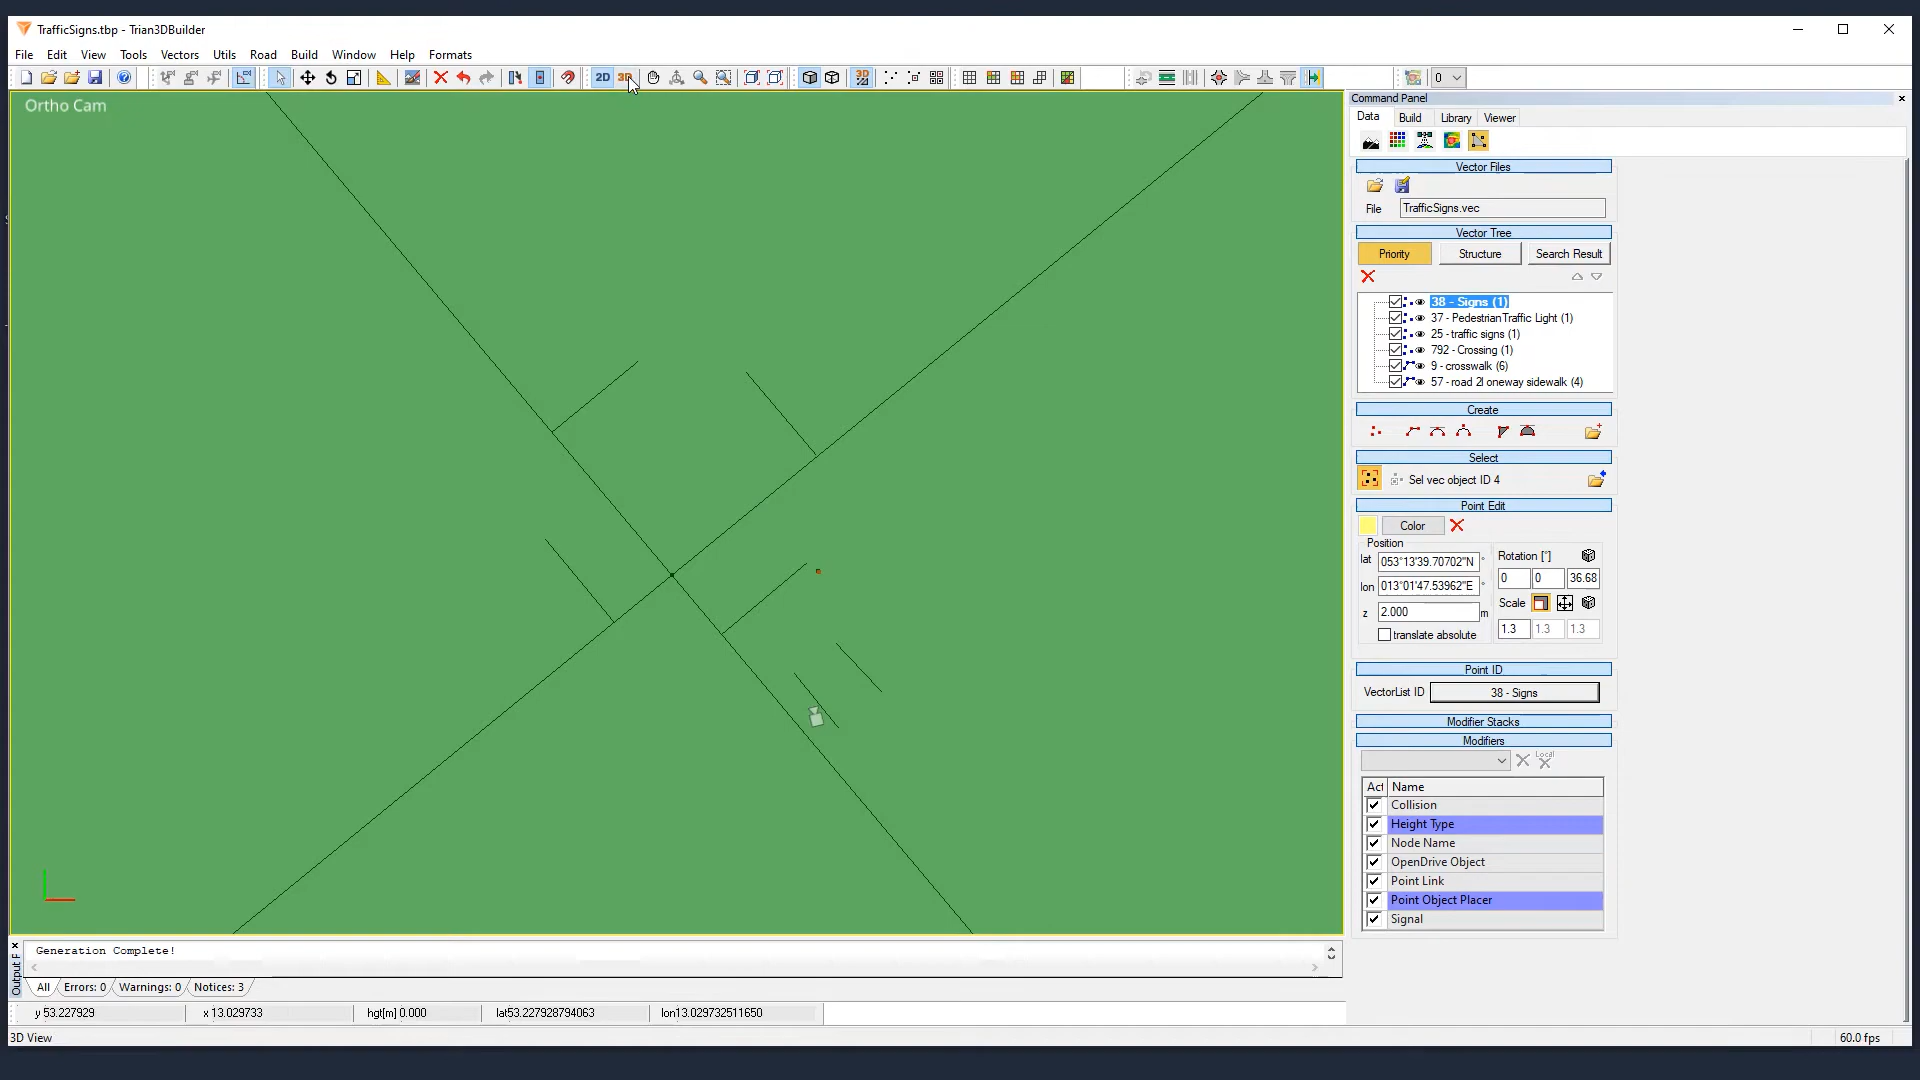 TrafficSigns.tbp - Trian3DBuilder
File Edit View Tools Vectors Utils Road Build Window Help Formats
2D 3D 3D 0
Ortho Cam
Command Panel
Data Build Library Viewer
Vector Files
File TrafficSigns.vec
Vector Tree
Priority Structure Search Result
38 - Signs (1)
37 - PedestrianTraffic Light (1)
25 - traffic signs (1)
792 - Crossing (1)
9 - crosswalk (6)
57 - road 2l oneway sidewalk (4)
Create
Select
Sel vec object ID 4
Point Edit
Color
Position
lat 053°13'39.70702"N °
lon 013°01'47.53962"E °
z 2.000 m
translate absolute
Rotation [°]
0 0 36.68
Scale
1.3 1.3 1.3
Point ID
VectorList ID 38 - Signs
Modifier Stacks
Modifiers
Local
Act Name
Collision
Height Type
Node Name
OpenDrive Object
Point Link
Point Object Placer
Signal
Output F
Generation Complete!
All Errors: 0 Warnings: 0 Notices: 3
y 53.227929 x 13.029733 hgt[m] 0.000 lat53.227928794063 lon13.029732511650
3D View 60.0 fps